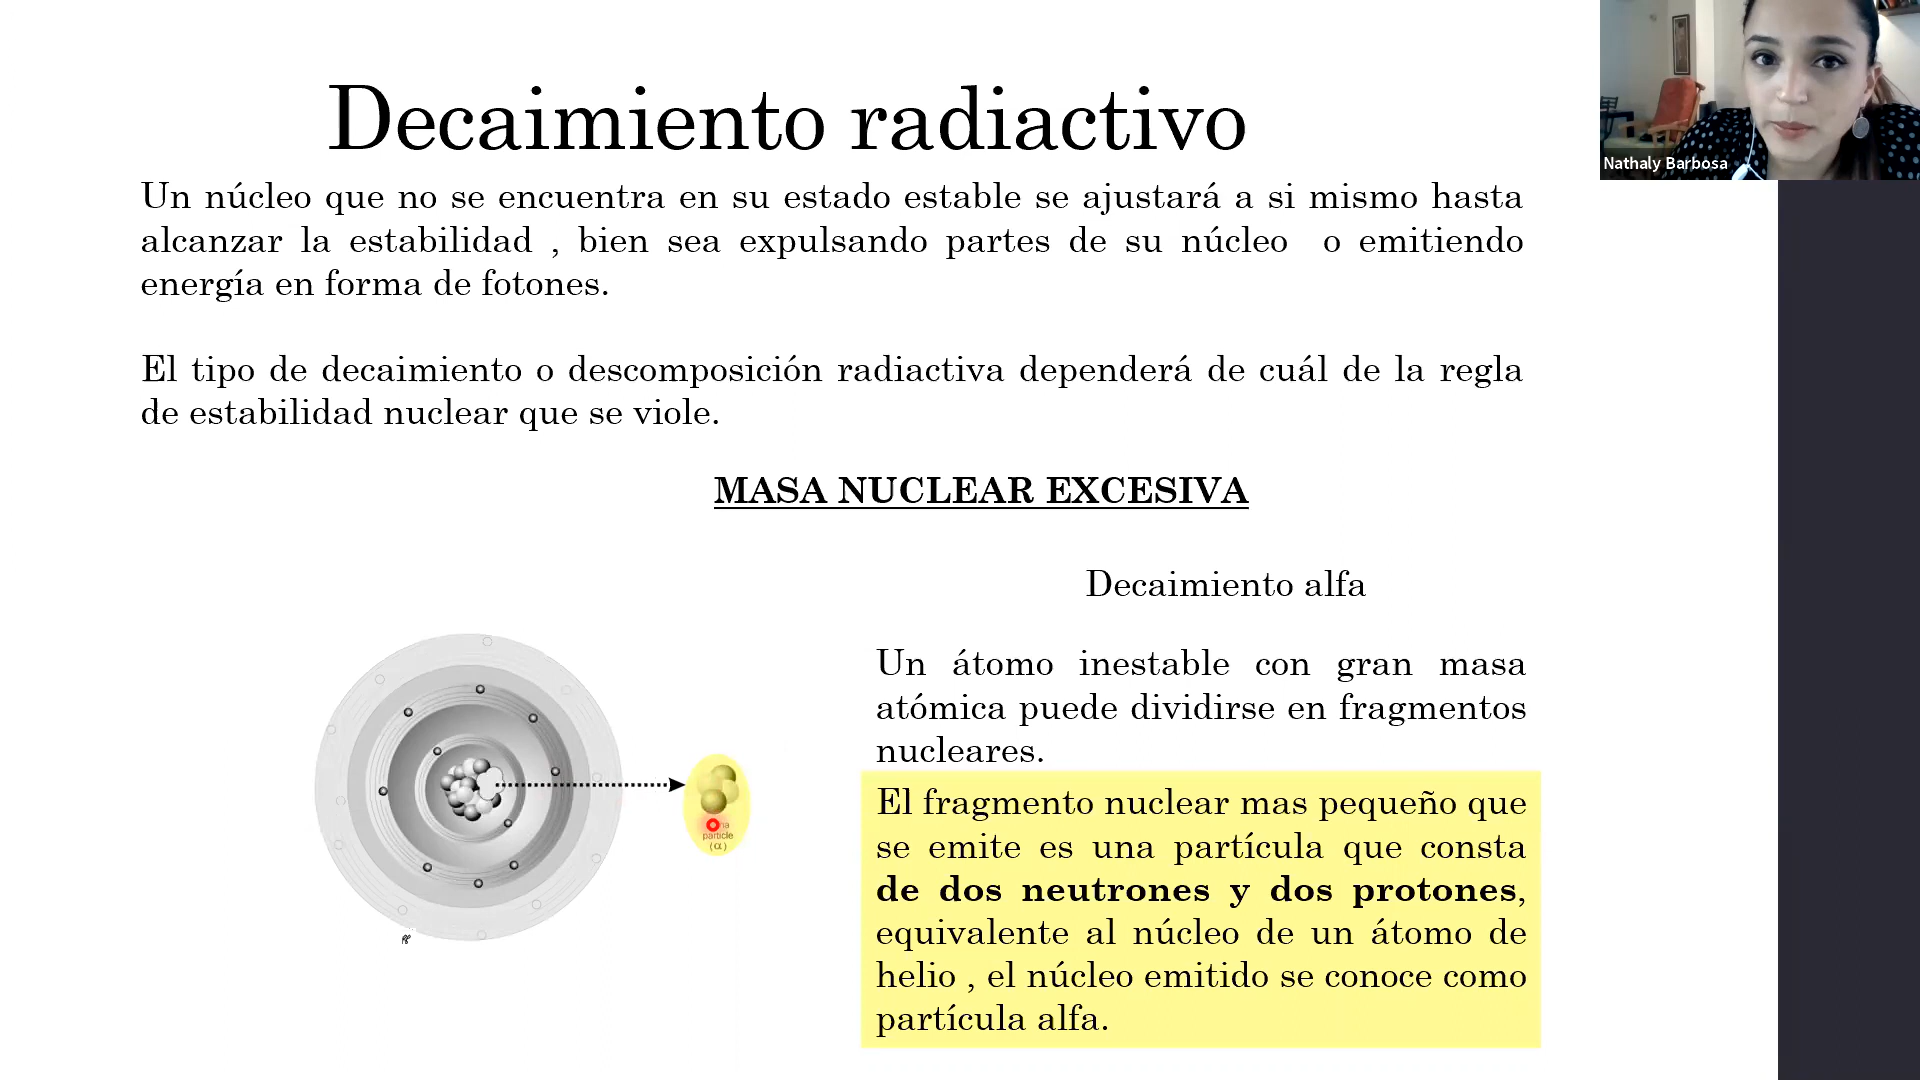 Decaimiento radiactivo
Nathaly Barbosa
Un núcleo que no se encuentra en su estado estable se ajustará a si mismo hasta
alcanzar la estabilidad , bien sea expulsando partes de su núcleo o emitiendo
energía en forma de fotones.
El tipo de decaimiento o descomposición radiactiva dependerá de cuál de la regla
de estabilidad nuclear que se viole.
MASA NUCLEAR EXCESIVA
Decaimiento alfa
Un átomo inestable con gran masa
atómica puede dividirse en fragmentos
nucleares.
El fragmento nuclear mas pequeño que
se emite es una partícula que consta
de dos neutrones y dos protones,
equivalente al núcleo de un átomo de
helio , el núcleo emitido se conoce como
partícula alfa.
particle
(α)